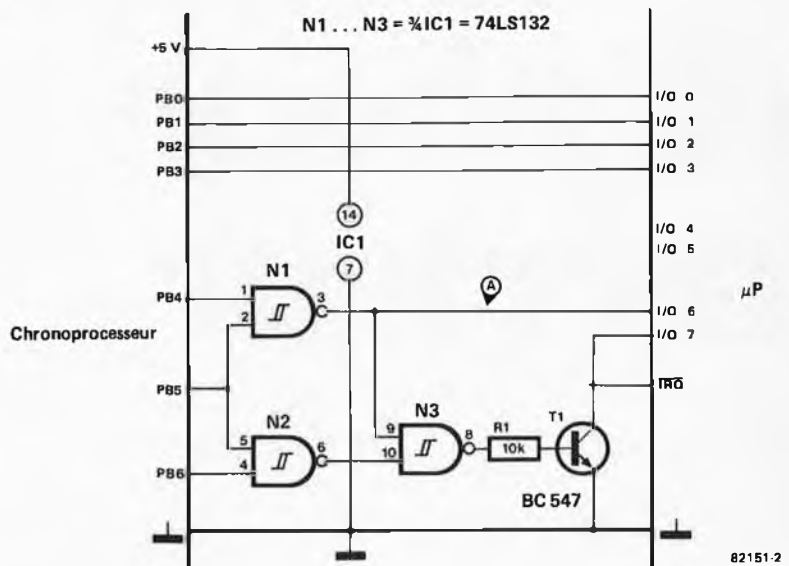 N1 . . . N3 = ¾ IC1 = 74LS132
+5 V
PB0
I/O 0
PB1
I/O 1
PB2
I/O 2
PB3
I/O 3
14
IC1
7
I/O 4
I/O 5
N1
PB4
1
2
3
A
I/O 6
µP
I/O 7
Chronoprocesseur
PB5
IRQ
N2
N3
R1
T1
5
4
6
9
10
8
10k
PB6
BC 547
82151-2